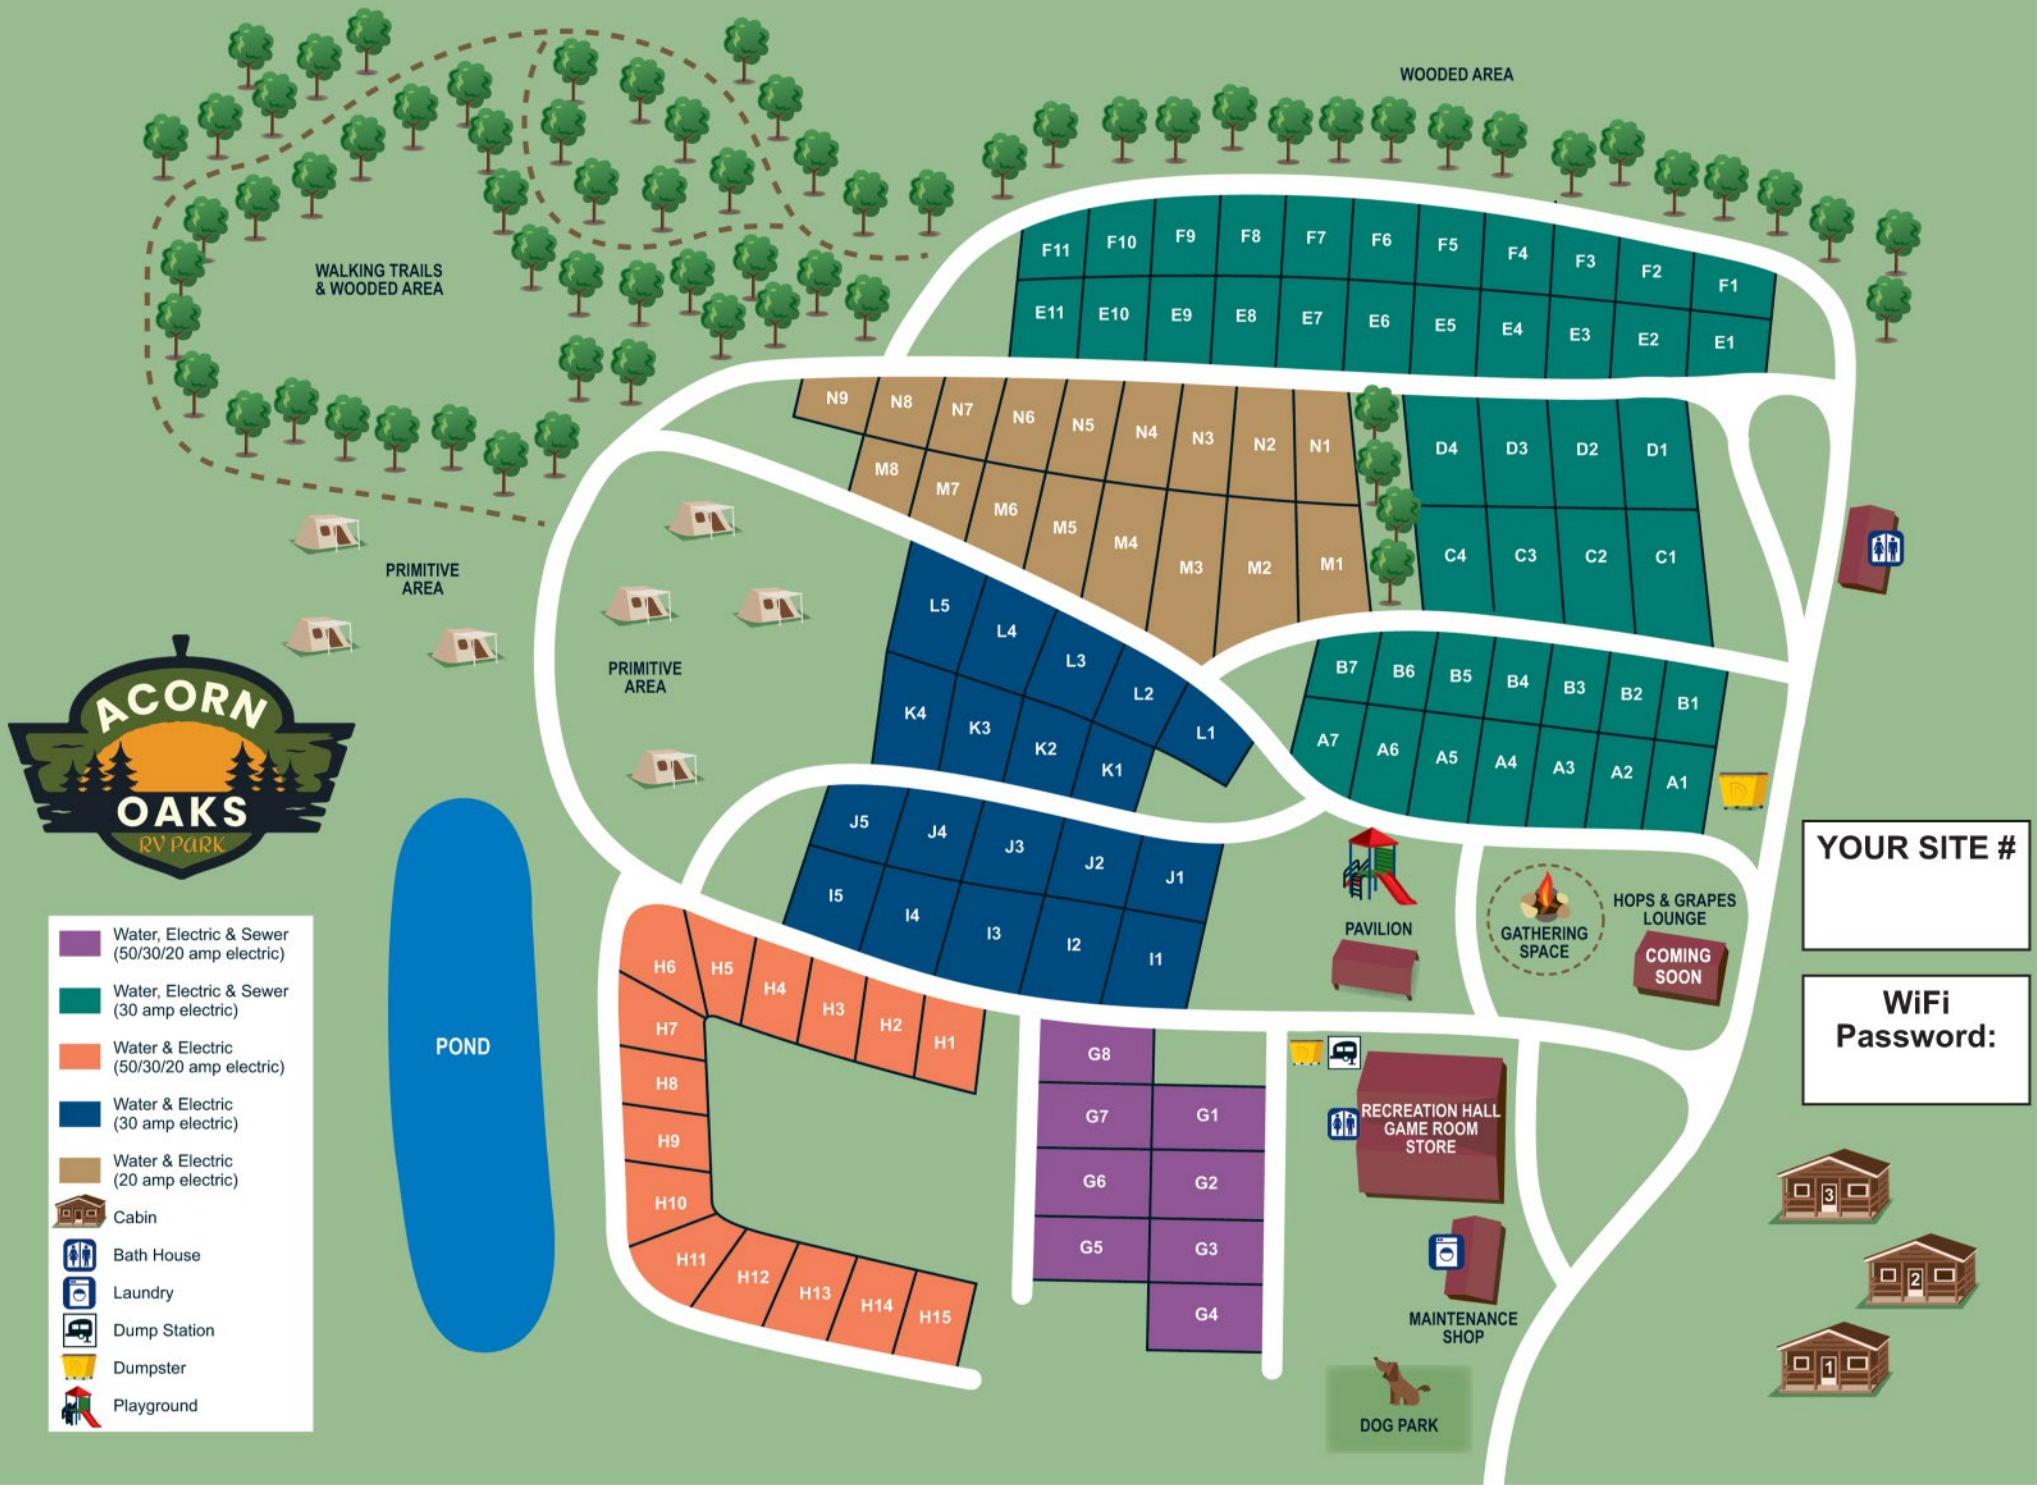 WOODED AREA
WALKING TRAILS
& WOODED AREA
F11 F10 F9 F8 F7 F6 F5 F4 F3 F2 F1
E11 E10 E9 E8 E7 E6 E5 E4 E3 E2 E1
N9 N8 N7 N6 N5 N4 N3 N2 N1
D4 D3 D2 D1
M8 M7 M6 M5 M4 M3 M2 M1
C4 C3 C2 C1
PRIMITIVE
AREA
PRIMITIVE
AREA
L5 L4 L3 L2 L1
B7 B6 B5 B4 B3 B2 B1
K4 K3 K2 K1
A7 A6 A5 A4 A3 A2 A1
D
ACORN
OAKS
RV PARK
J5 J4 J3 J2 J1
I5 I4 I3 I2 I1
YOUR SITE #
PAVILION
GATHERING
SPACE
HOPS & GRAPES
LOUNGE
COMING
SOON
WiFi
Password:
POND
H6 H5 H4 H3 H2 H1
H7
H8
H9
H10
H11 H12 H13 H14 H15
G8
G7 G1
G6 G2
G5 G3
G4
D
RECREATION HALL
GAME ROOM
STORE
MAINTENANCE
SHOP
DOG PARK
3
2
1
Water, Electric & Sewer
(50/30/20 amp electric)
Water, Electric & Sewer
(30 amp electric)
Water & Electric
(50/30/20 amp electric)
Water & Electric
(30 amp electric)
Water & Electric
(20 amp electric)
Cabin
Bath House
Laundry
Dump Station
D
Dumpster
Playground